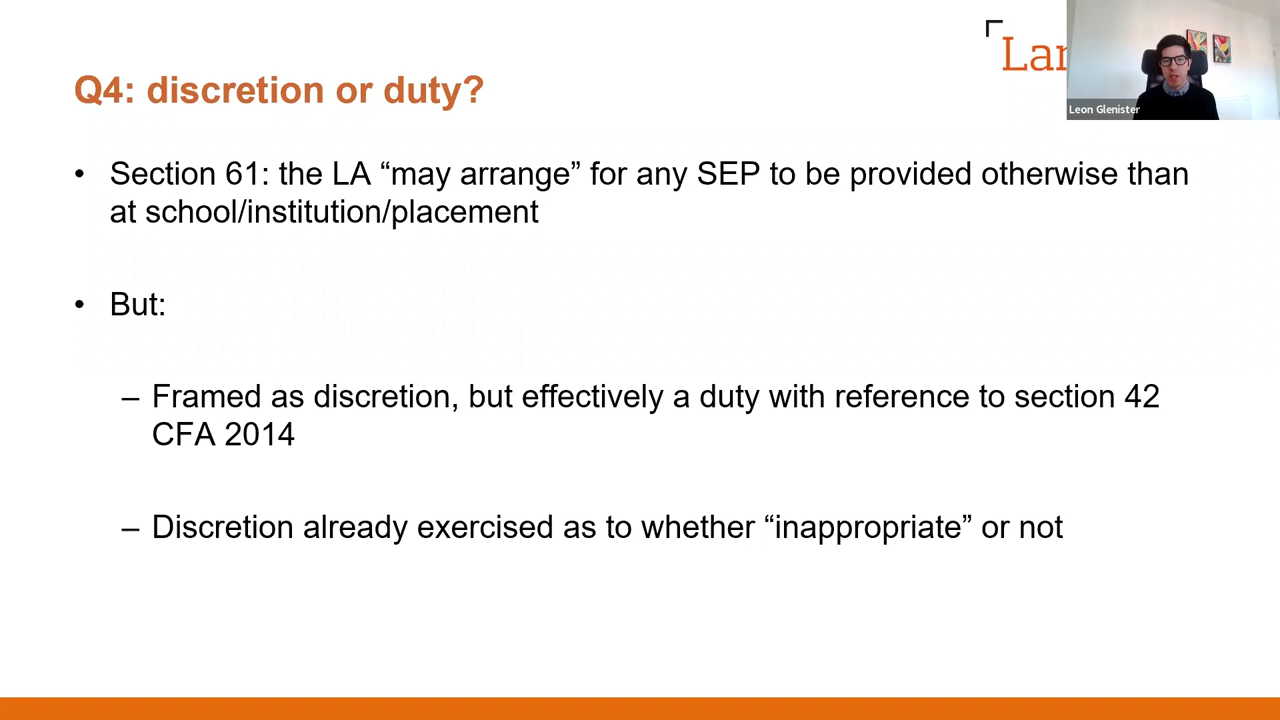 Q4: discretion or duty?
Lar
Leon Glenister
• Section 61: the LA “may arrange” for any SEP to be provided otherwise than
at school/institution/placement
• But:
– Framed as discretion, but effectively a duty with reference to section 42
CFA 2014
– Discretion already exercised as to whether “inappropriate” or not